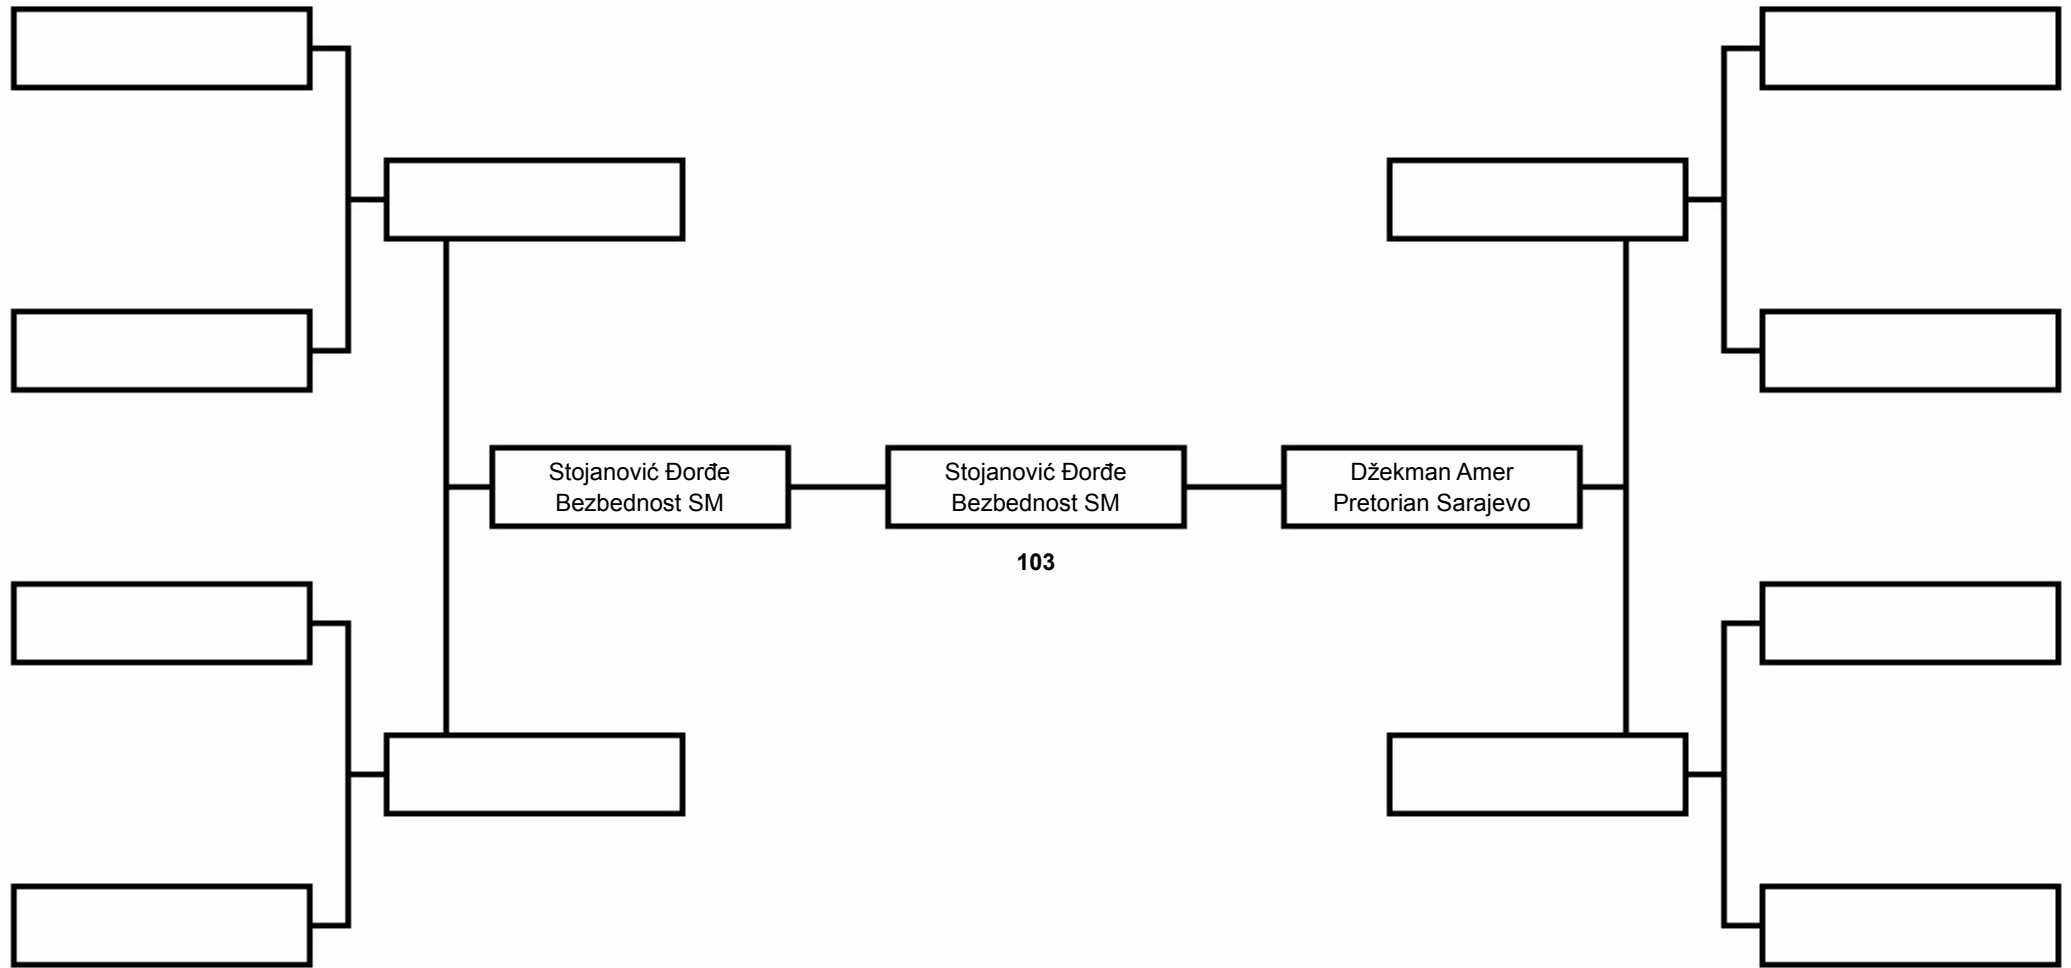 Stojanović Đorđe
Bezbednost SM
Stojanović Đorđe
Bezbednost SM
Džekman Amer
Pretorian Sarajevo
103